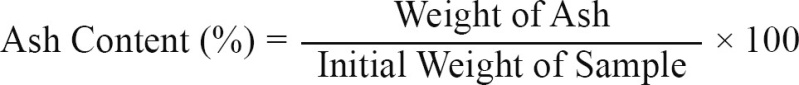 Ash Content (%) = Weight of Ash / Initial Weight of Sample × 100